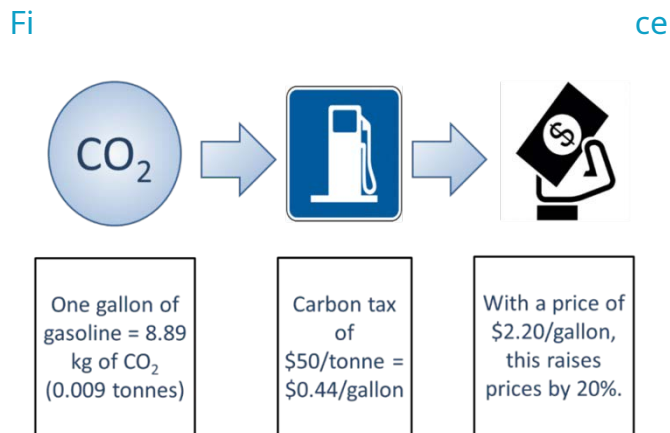 Fi ce
CO₂
$
One gallon of
gasoline = 8.89
kg of CO₂
(0.009 tonnes)
Carbon tax
of
$50/tonne =
$0.44/gallon
With a price of
$2.20/gallon,
this raises
prices by 20%.